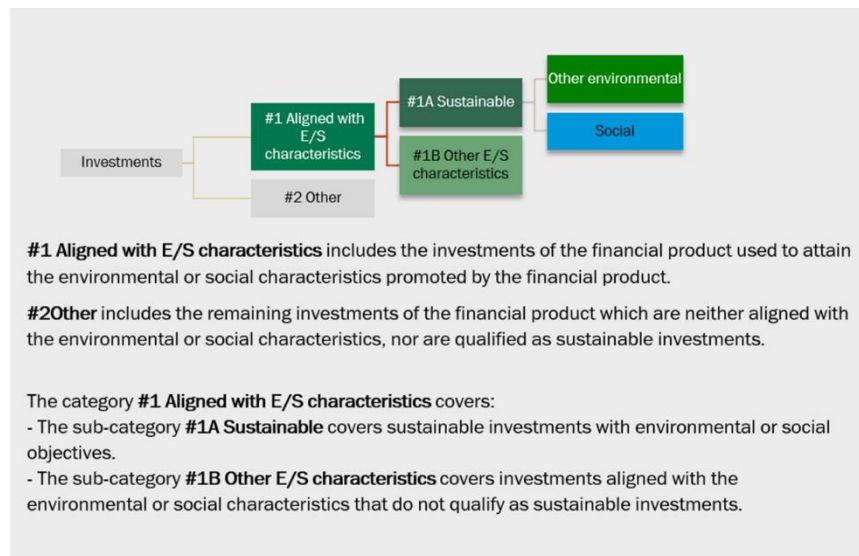 Other environmental
#1A Sustainable
#1 Aligned with
E/S
characteristics
Social
Investments
#1B Other E/S
characteristics
#2 Other
#1 Aligned with E/S characteristics includes the investments of the financial product used to attain
the environmental or social characteristics promoted by the financial product.
#2Other includes the remaining investments of the financial product which are neither aligned with
the environmental or social characteristics, nor are qualified as sustainable investments.
The category #1 Aligned with E/S characteristics covers:
- The sub-category #1A Sustainable covers sustainable investments with environmental or social
objectives.
- The sub-category #1B Other E/S characteristics covers investments aligned with the
environmental or social characteristics that do not qualify as sustainable investments.